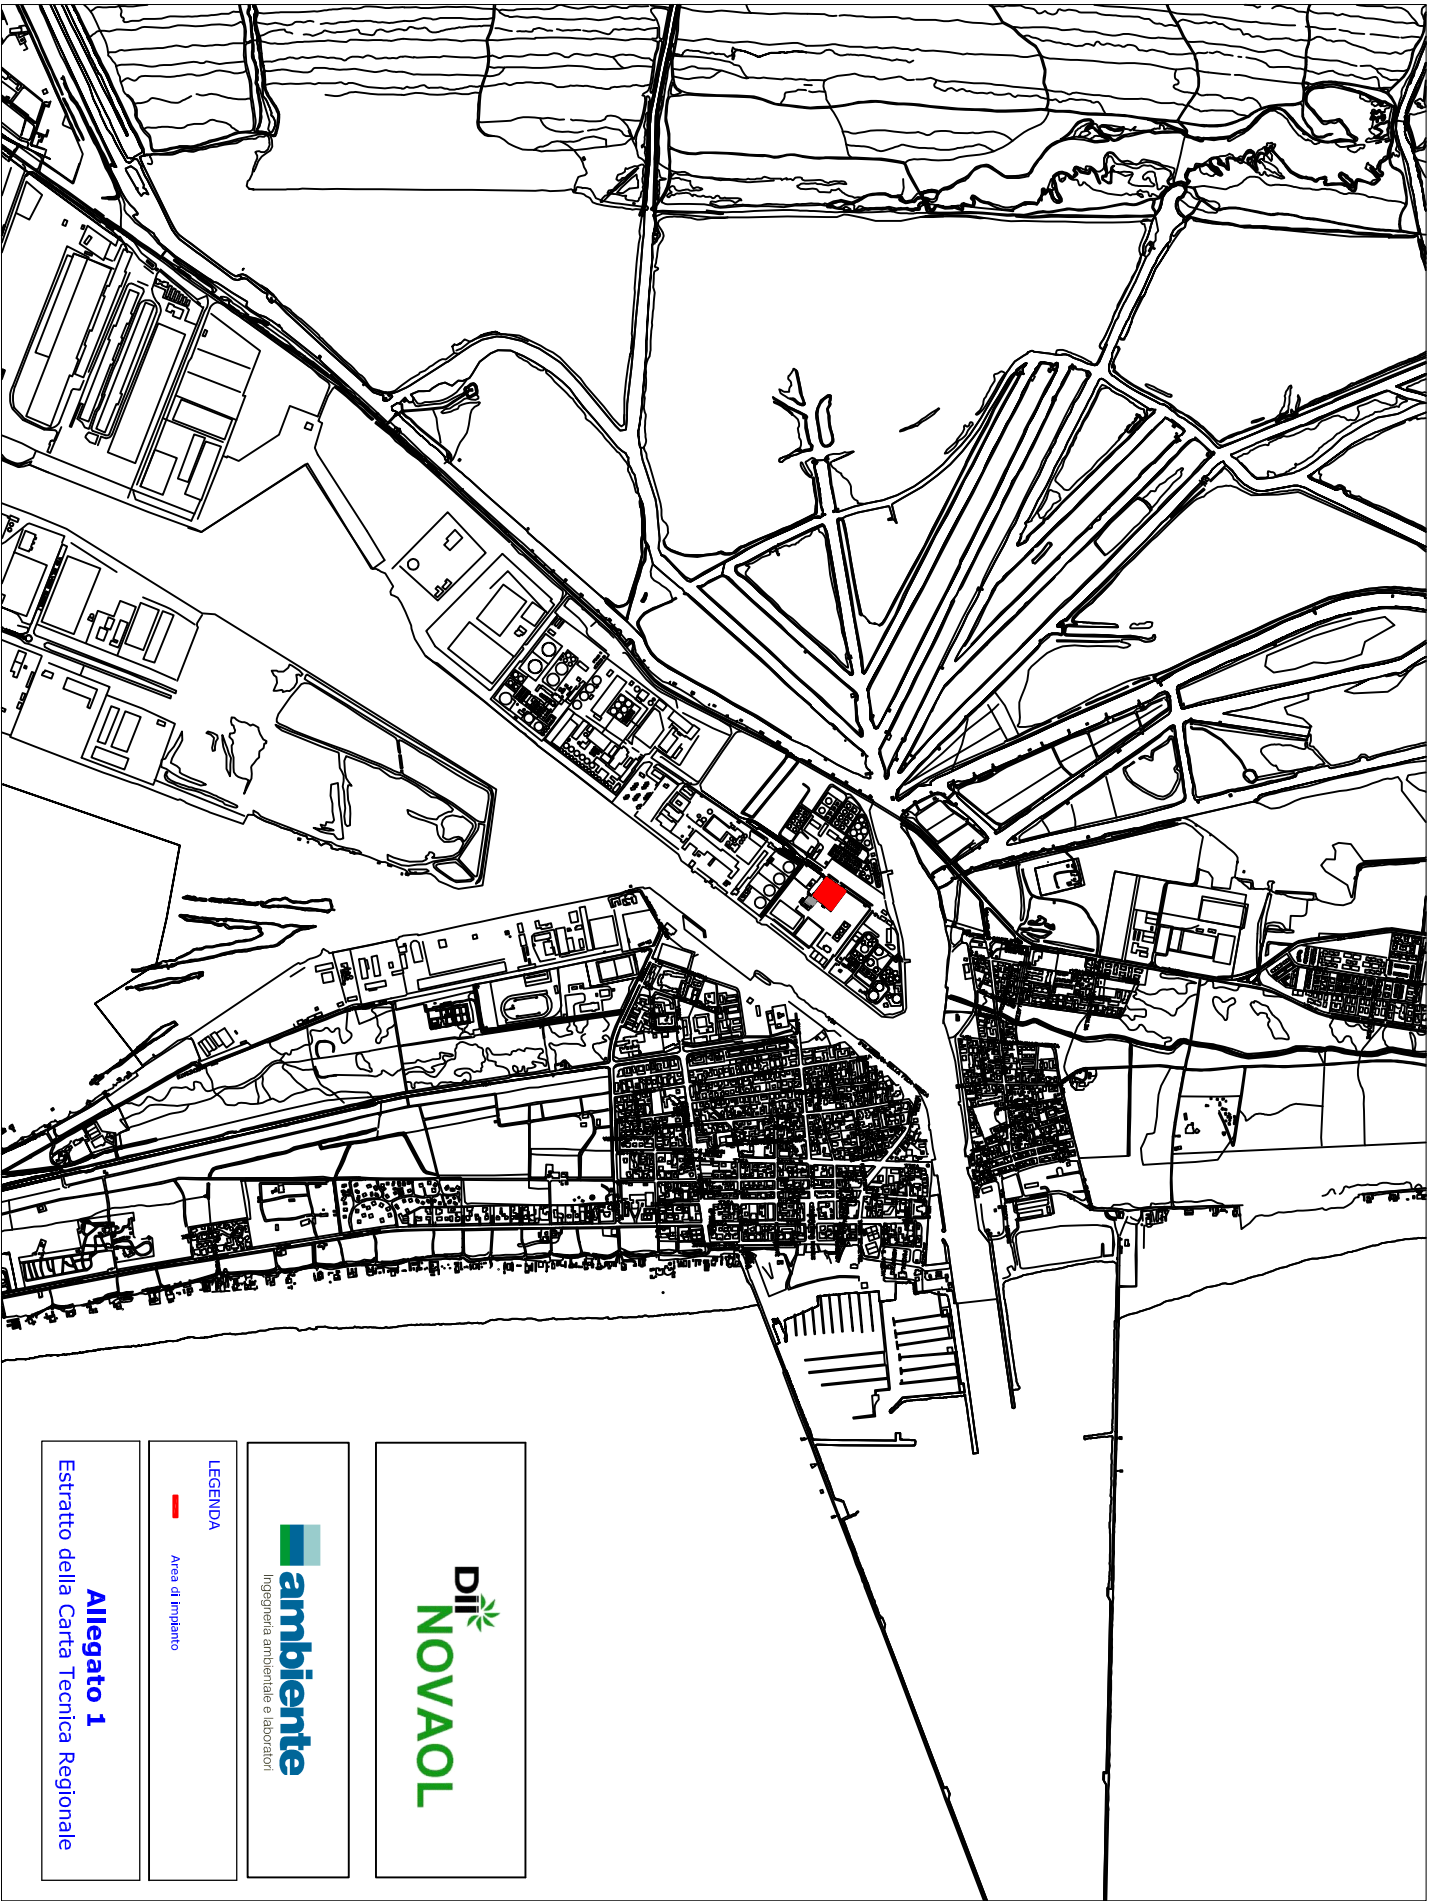 Dii
NOVAOL
ambiente
Ingegneria ambientale e laboratori
LEGENDA
Area di impianto
Allegato 1
Estratto della Carta Tecnica Regionale